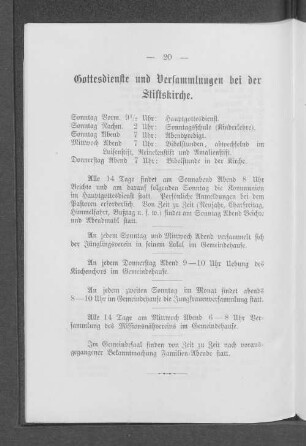 — 20 —
Gottesdienste und Versammlungen bei der
Stiftskirche.
Sonntag Vorm. 9½ Uhr: Hauptgottesdienst.
Sonntag Nachm. 2 Uhr: Sonntagsschule (Kinderlehre).
Sonntag Abend 7 Uhr: Abendpredigt.
Mittwoch Abend 7 Uhr: Bibelstunden, abwechselnd im
und Amalienstift.
Donnerstag Abend 7 Uhr: Bibelstunde in der Kirche.
Alle 14 Tage findet am Sonnabend Abend 8 Uhr
Beichte und am darauf folgenden Sonntag die Kommunion
im Hauptgottesdienst statt. Persönliche Anmeldungen bei den
Pastoren erforderlich. Von Zeit zu Zeit (Neujahr, Charfreitag,
Himmelfahrt, Bußtag u. s. w.) findet am Sonntag Abend Beichte
und Abendmahl statt.
An jedem Sonntag und Mittwoch Abend versammelt sich
der Jünglingsverein in seinem Lokal im Gemeindehause.
An jedem Donnerstag Abend 9—10 Uhr Uebung des
Kirchenchors im Gemeindehause.
An jedem zweiten Sonntag im Monat findet abends
8—10 Uhr im Gemeindehause die Jungfrauenversammlung statt.
Alle 14 Tage am Mittwoch Abend 6—8 Uhr Ver-
sammlung des Missionsnähvereins im Gemeindehause.
Im Gemeindesaal finden von Zeit zu Zeit nach voraus-
gegangener Bekanntmachung Familien-Abende statt.